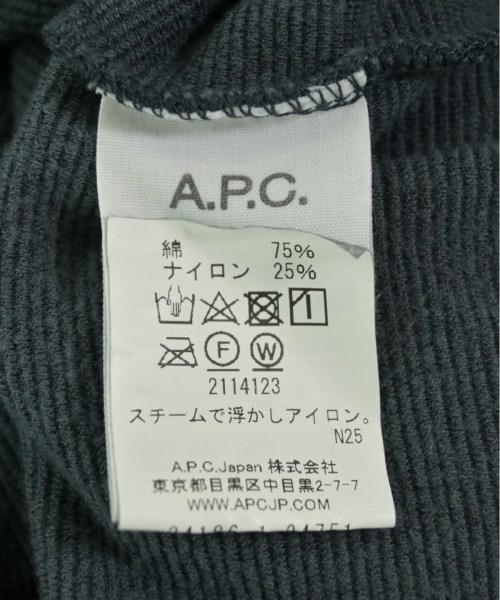 A.P.C.
綿 75%
ナイロン 25%
F W
2114123
スチームで浮かしアイロン。
N25
A.P.C.Japan 株式会社
東京都目黒区中目黒2-7-7
WWW.APCJP.COM